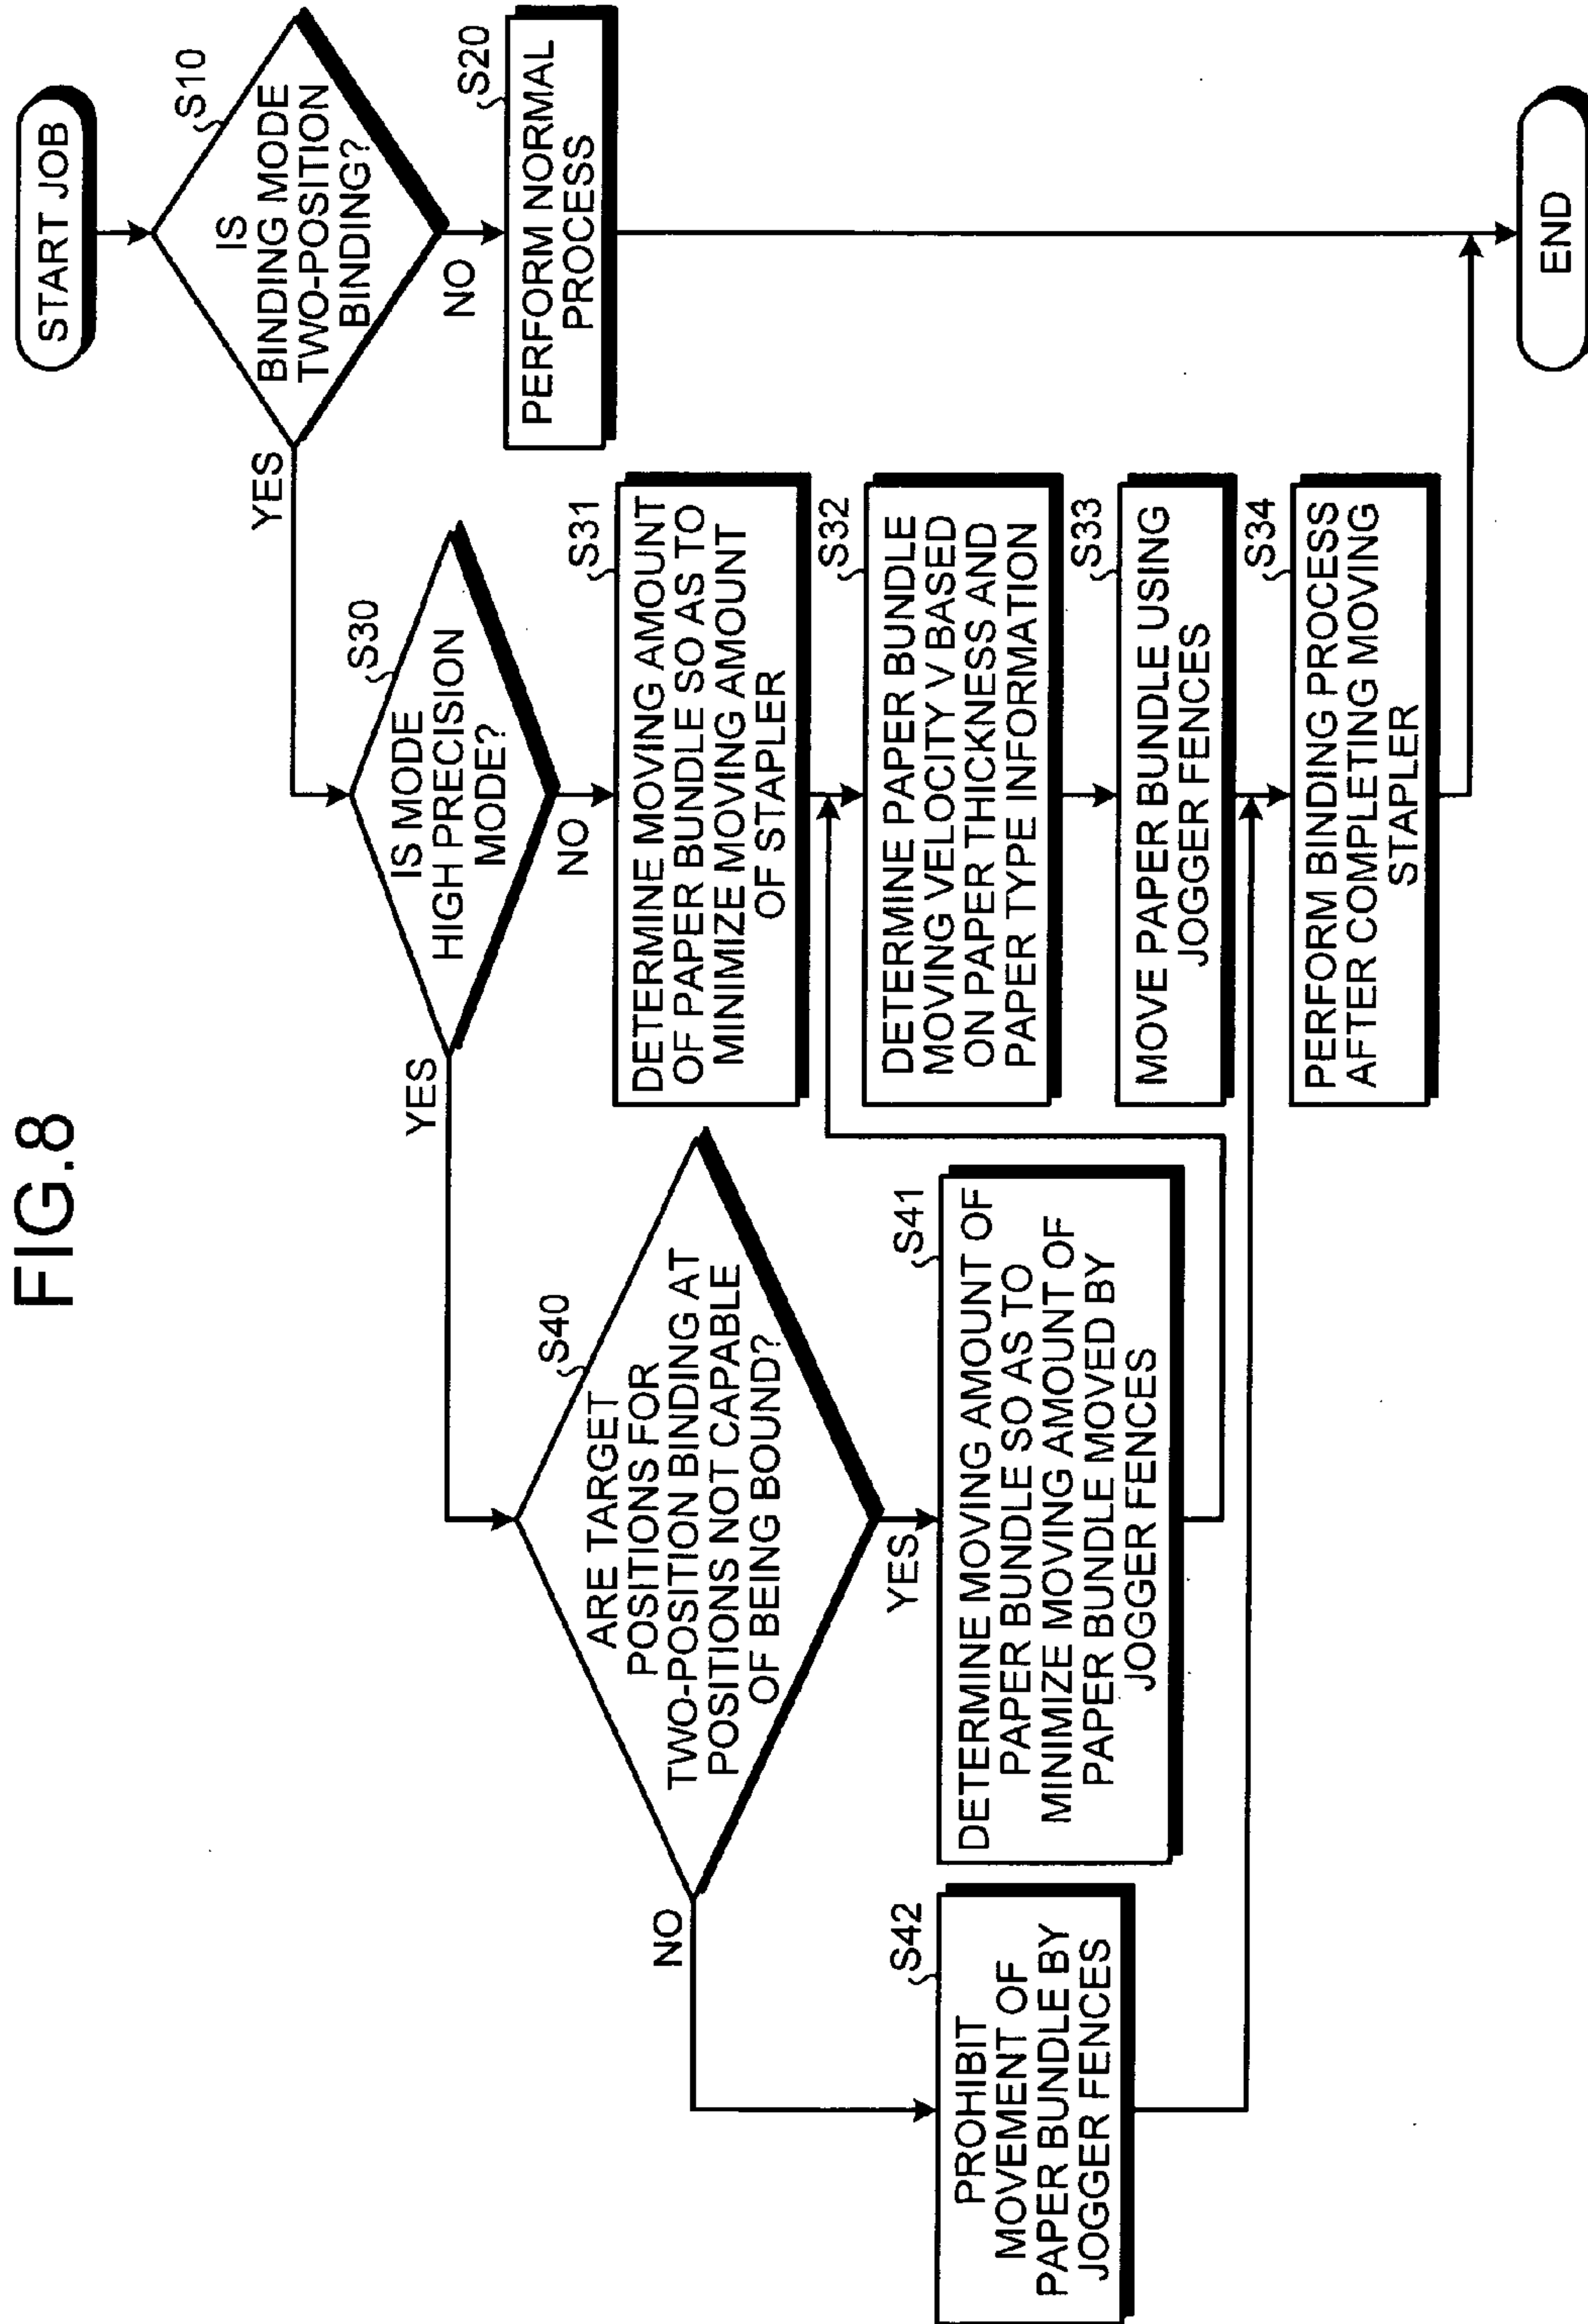 FIG.8
START JOB
S10
IS
BINDING MODE
TWO-POSITION
BINDING?
YES
NO
S20
PERFORM NORMAL
PROCESS
S30
IS MODE
HIGH PRECISION
MODE?
YES
NO
S31
DETERMINE MOVING AMOUNT
OF PAPER BUNDLE SO AS TO
MINIMIZE MOVING AMOUNT
OF STAPLER
S32
DETERMINE PAPER BUNDLE
MOVING VELOCITY V BASED
ON PAPER THICKNESS AND
PAPER TYPE INFORMATION
S33
MOVE PAPER BUNDLE USING
JOGGER FENCES
S34
PERFORM BINDING PROCESS
AFTER COMPLETING MOVING
STAPLER
S40
ARE TARGET
POSITIONS FOR
TWO-POSITION BINDING AT
POSITIONS NOT CAPABLE
OF BEING BOUND?
NO
YES
S41
DETERMINE MOVING AMOUNT OF
PAPER BUNDLE SO AS TO
MINIMIZE MOVING AMOUNT OF
PAPER BUNDLE MOVED BY
JOGGER FENCES
S42
PROHIBIT
MOVEMENT OF
PAPER BUNDLE BY
JOGGER FENCES
END